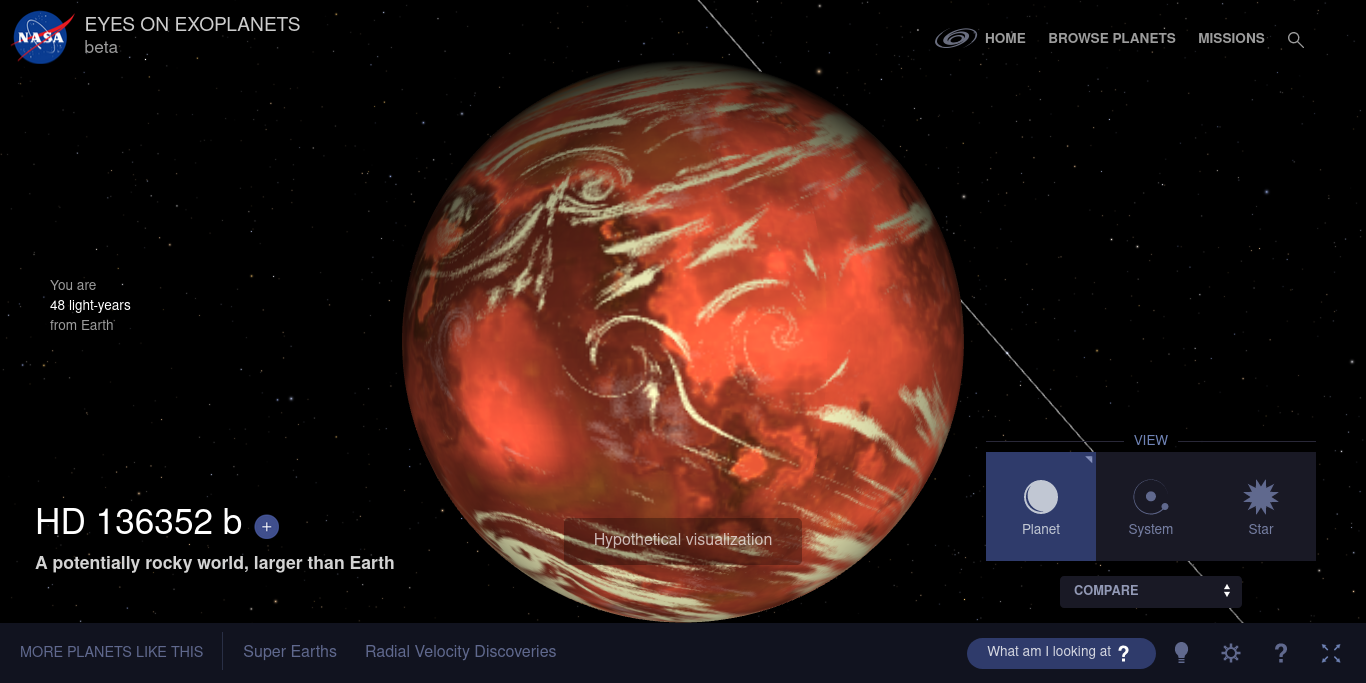 NASA
EYES ON EXOPLANETS
beta
HOME
BROWSE PLANETS
MISSIONS
You are
48 light-years
from Earth
VIEW
Planet
System
Star
HD 136352 b +
A potentially rocky world, larger than Earth
Hypothetical visualization
COMPARE
MORE PLANETS LIKE THIS
Super Earths
Radial Velocity Discoveries
What am I looking at ?
?